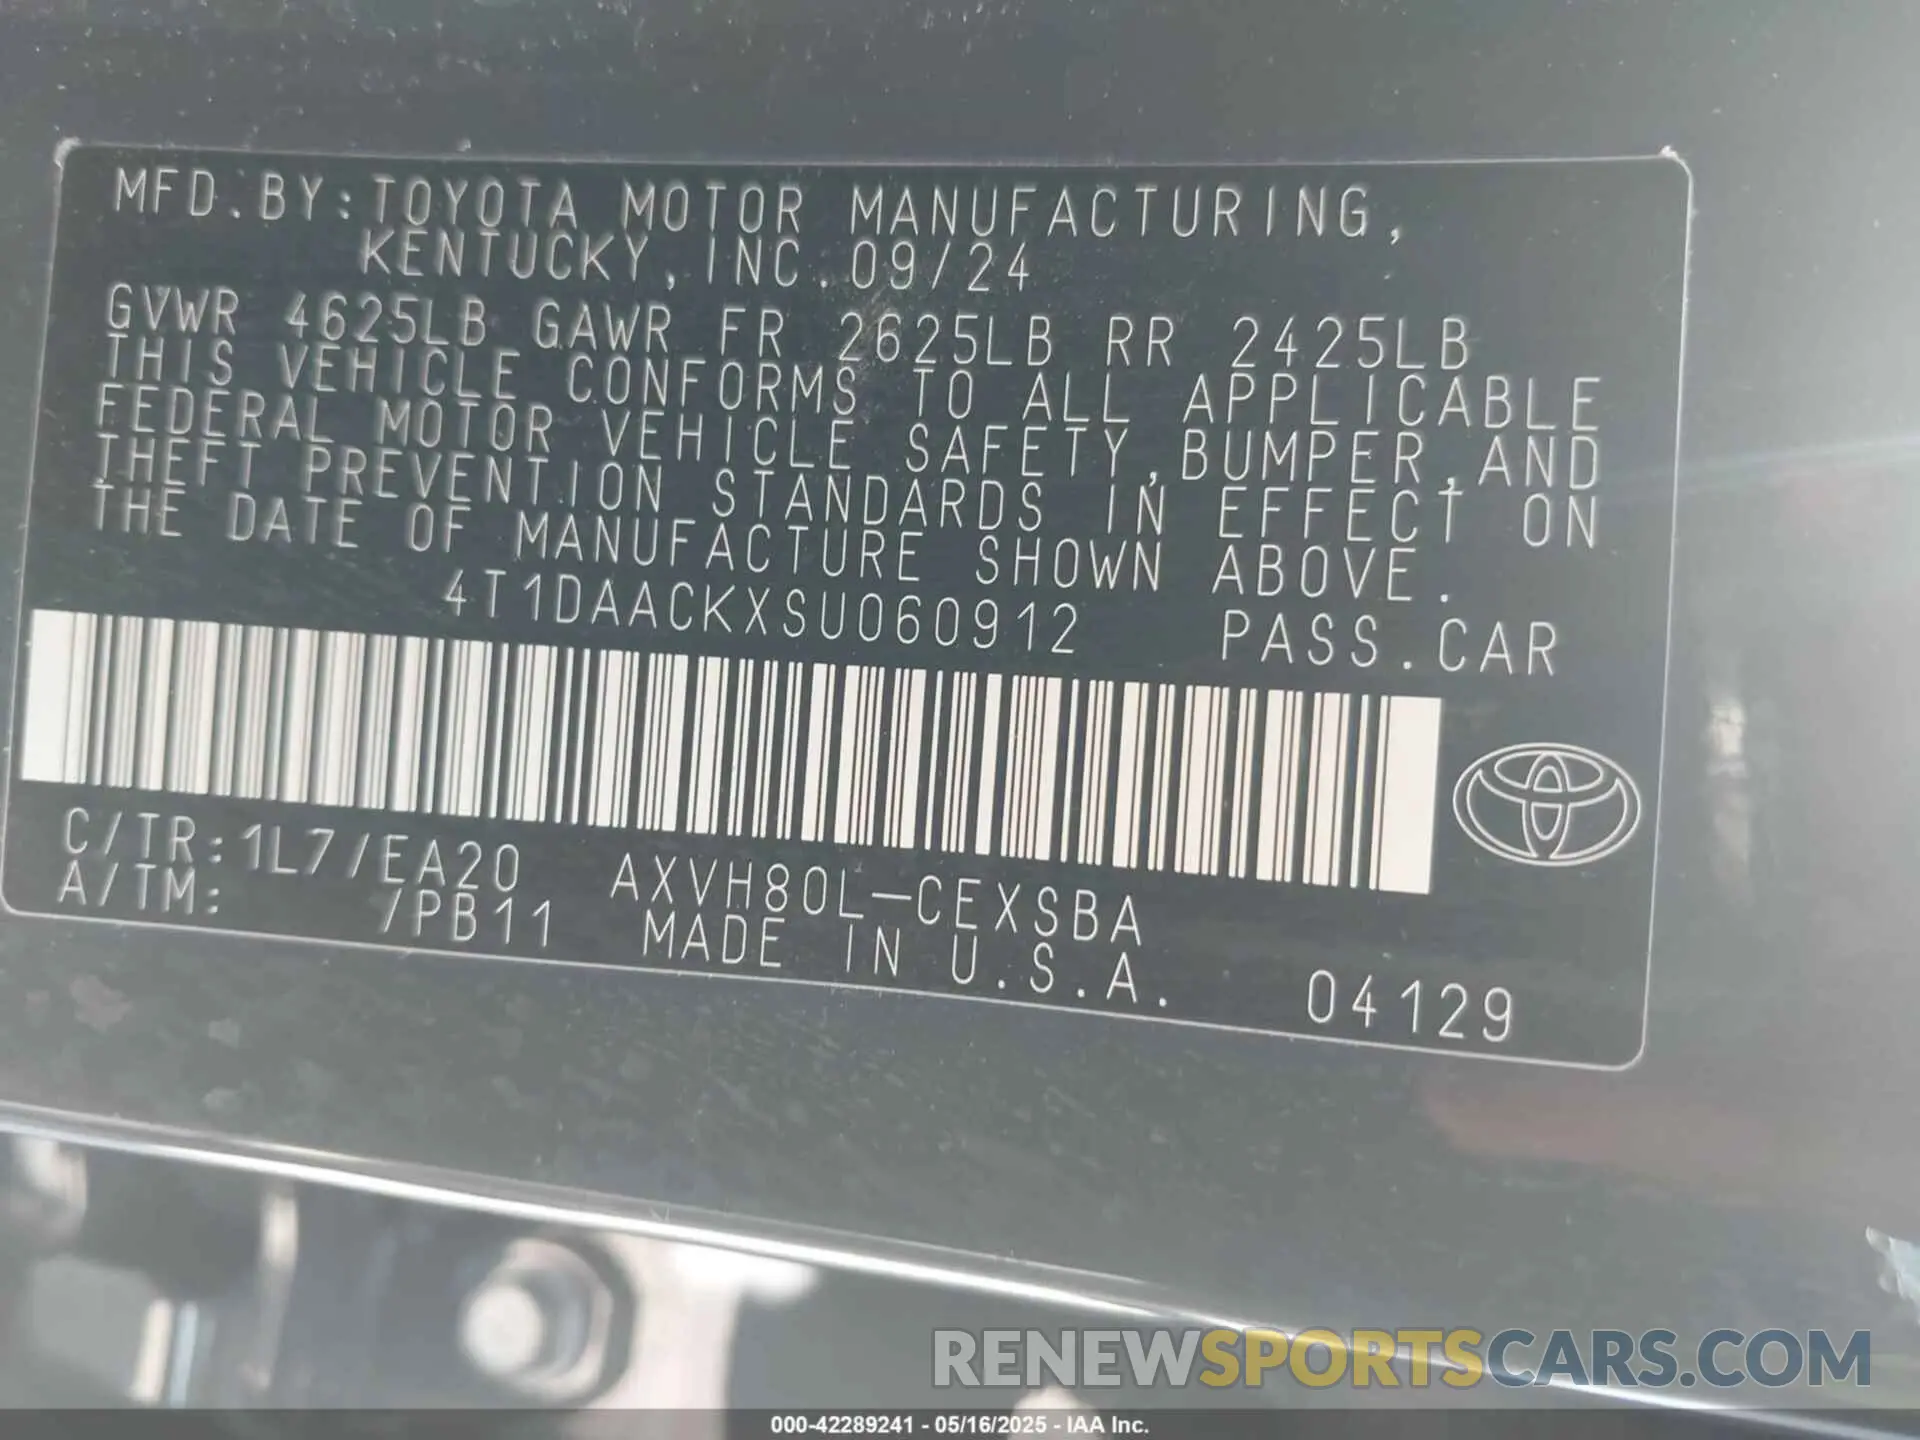 MFD.BY:TOYOTA MOTOR MANUFACTURING,
KENTUCKY,INC.09/24
GVWR 4625LB GAWR FR 2625LB RR 2425LB
THIS VEHICLE CONFORMS TO ALL APPLICABLE
FEDERAL MOTOR VEHICLE SAFETY,BUMPER,AND
THEFT PREVENTION STANDARDS IN EFFECT ON
THE DATE OF MANUFACTURE SHOWN ABOVE.
4T1DAACKXSU060912 PASS.CAR
C/TR:1L7/EA20 AXVH80L-CEXSBA
A/TM: /PB11 MADE IN U.S.A.
04129
RENEWSPORTSCARS.COM
000-42289241 - 05/16/2025 - IAA Inc.